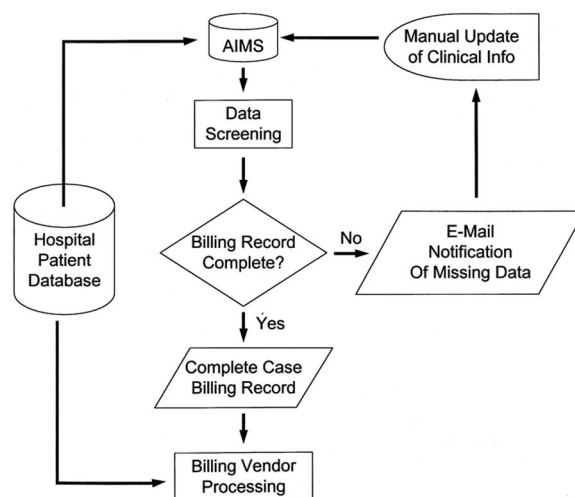 AIMS
Manual Update
of Clinical Info
Data
Screening
Hospital
Patient
Database
Billing Record
Complete?
No
E-Mail
Notification
Of Missing Data
Yes
Complete Case
Billing Record
Billing Vendor
Processing